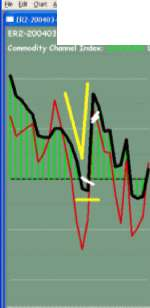 File Edit Chart
ER2-200403
ER2-200403
Commodity Channel Index: